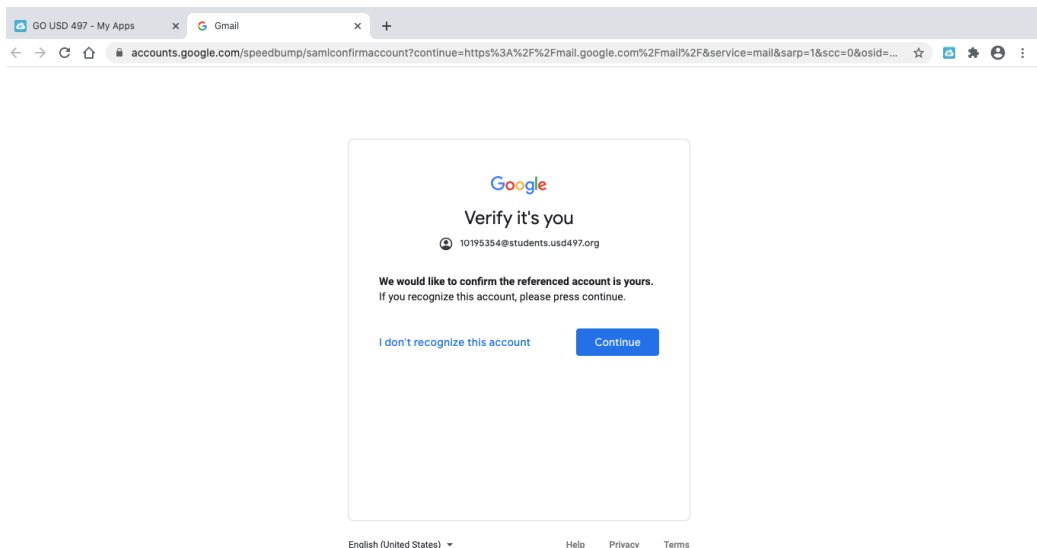 GO USD 497 - My Apps
Gmail
accounts.google.com/speedbump/samlconfirmaccount?continue=https%3A%2F%2Fmail.google.com%2Fmail%2F&service=mail&sarp=1&scc=0&osid=...
Google
Verify it's you
10195354@students.usd497.org
We would like to confirm the referenced account is yours.
If you recognize this account, please press continue.
I don't recognize this account
Continue
English (United States)
Help Privacy Terms